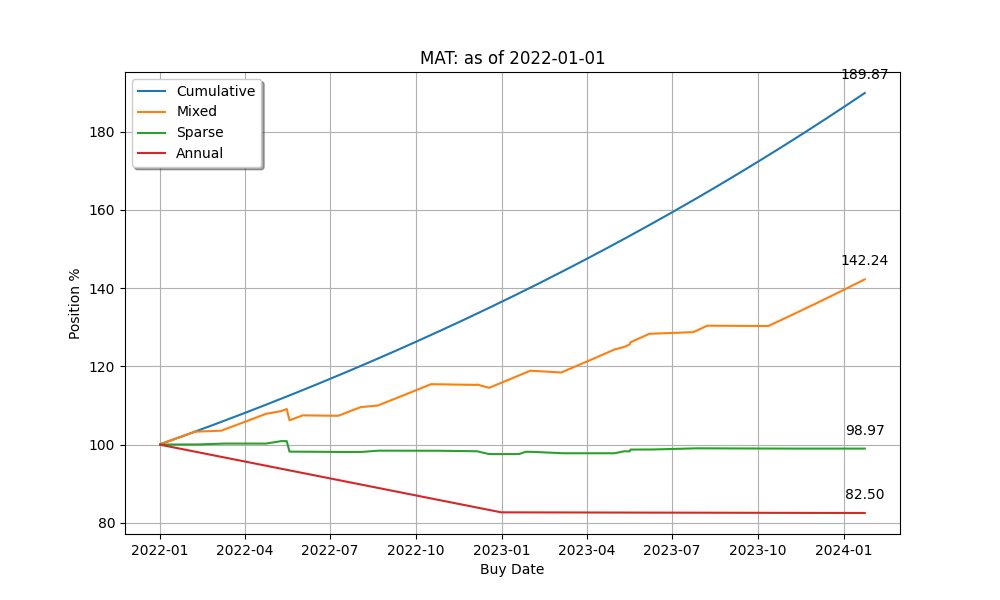 MAT: as of 2022-01-01
189.87
Cumulative
Mixed
Sparse
Annual
180
160
142.24
140
120
98.97
100
82.50
80
Position %
2022-01 2022-04 2022-07 2022-10 2023-01 2023-04 2023-07 2023-10 2024-01
Buy Date